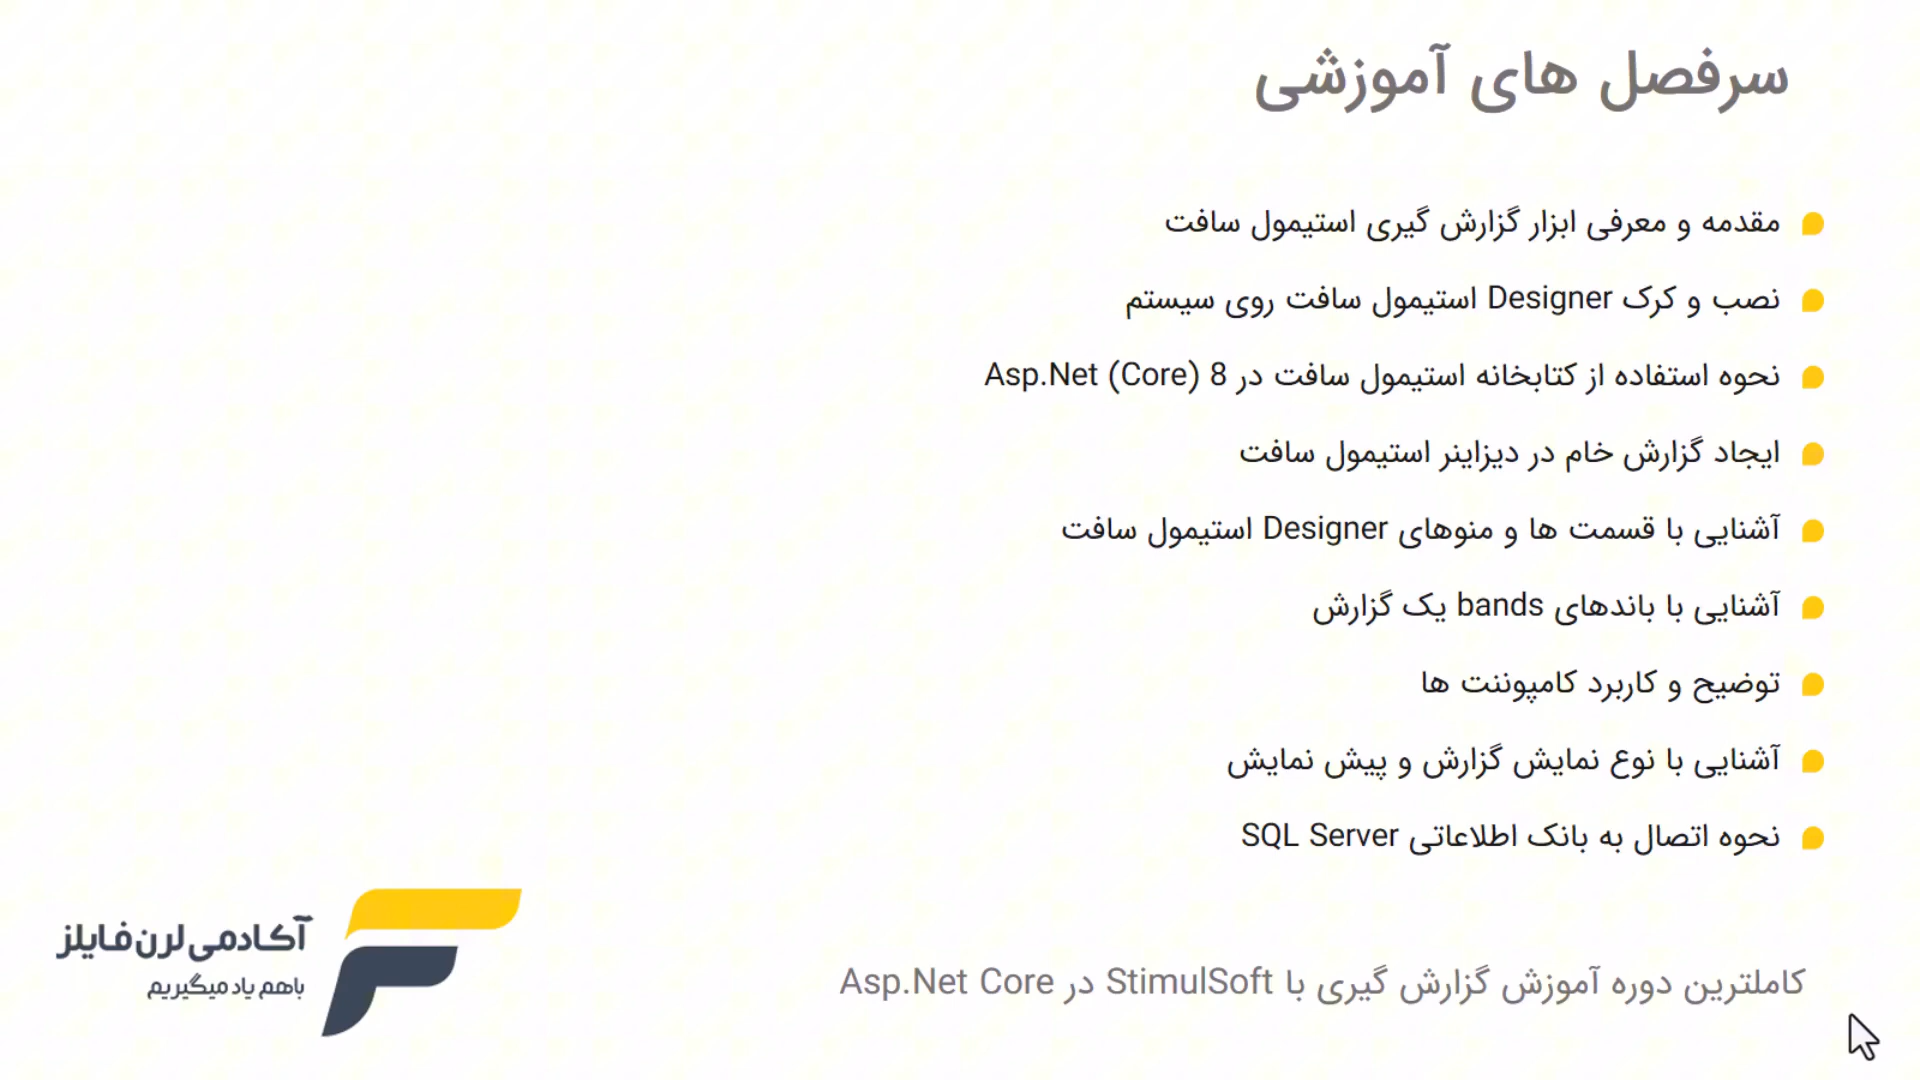 سرفصل های آموزشی
مقدمه و معرفی ابزار گزارش گیری استیمول سافت
نصب و کرک Designer استیمول سافت روی سیستم
نحوه استفاده از کتابخانه استیمول سافت در Asp.Net (Core) 8
ایجاد گزارش خام در دیزاینر استیمول سافت
آشنایی با قسمت ها و منوهای Designer استیمول سافت
آشنایی با باندهای bands یک گزارش
توضیح و کاربرد کامپوننت ها
آشنایی با نوع نمایش گزارش و پیش نمایش
نحوه اتصال به بانک اطلاعاتی SQL Server
کاملترین دوره آموزش گزارش گیری با StimulSoft در Asp.Net Core
آکادمی لرن فایلز
باهم یاد میگیریم